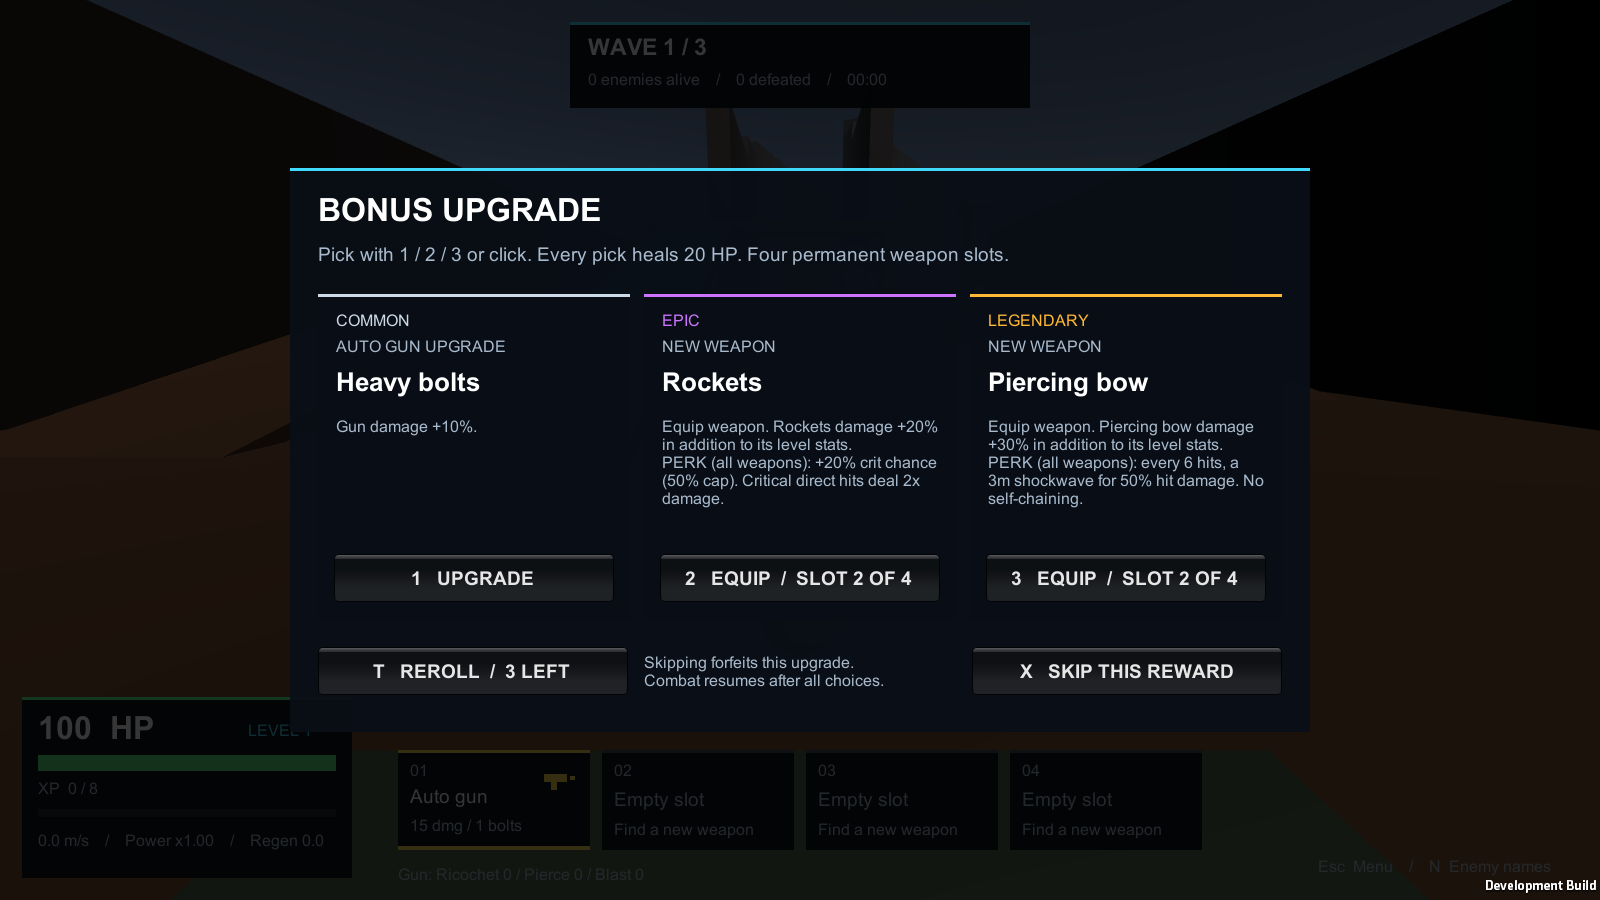 WAVE 1 / 3
0 enemies alive / 0 defeated / 00:00
BONUS UPGRADE
Pick with 1 / 2 / 3 or click. Every pick heals 20 HP. Four permanent weapon slots.
COMMON
AUTO GUN UPGRADE
Heavy bolts
Gun damage +10%.
1 UPGRADE
EPIC
NEW WEAPON
Rockets
Equip weapon. Rockets damage +20%
in addition to its level stats.
PERK (all weapons): +20% crit chance
(50% cap). Critical direct hits deal 2x
damage.
2 EQUIP / SLOT 2 OF 4
LEGENDARY
NEW WEAPON
Piercing bow
Equip weapon. Piercing bow damage
+30% in addition to its level stats.
PERK (all weapons): every 6 hits, a
3m shockwave for 50% hit damage. No
self-chaining.
3 EQUIP / SLOT 2 OF 4
T REROLL / 3 LEFT
Skipping forfeits this upgrade.
Combat resumes after all choices.
X SKIP THIS REWARD
100 HP
LEVEL 1
XP 0 / 8
0.0 m/s / Power x1.00 / Regen 0.0
01
Auto gun
15 dmg / 1 bolts
02
Empty slot
Find a new weapon
03
Empty slot
Find a new weapon
04
Empty slot
Find a new weapon
Gun: Ricochet 0 / Pierce 0 / Blast 0
Esc Menu / N Enemy names
Development Build